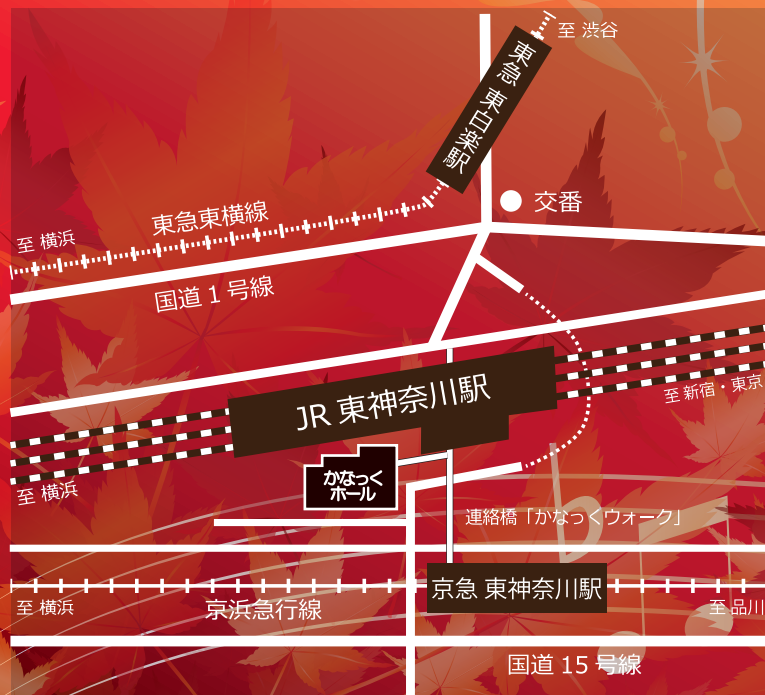 至 渋谷
東急 東白楽駅
交番
東急東横線
至 横浜
国道 1 号線
JR 東神奈川駅
至 新宿・東京
かなっく
ホール
至 横浜
連絡橋「かなっくウォーク」
京急 東神奈川駅
至 横浜
京浜急行線
至 品川
国道 15 号線